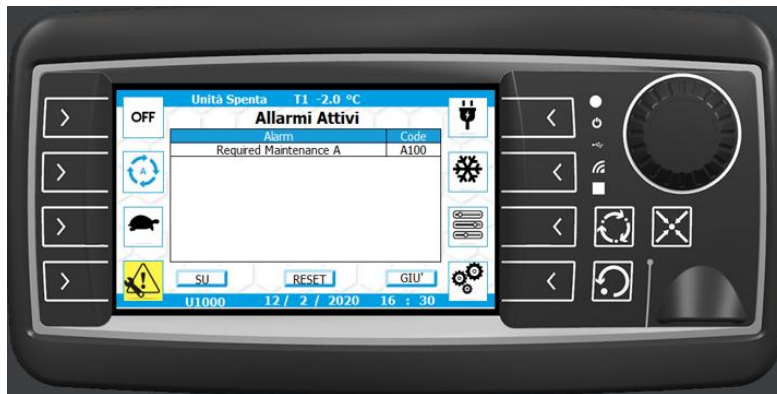 Unità Spenta T1 -2.0 °C
OFF
Allarmi Attivi
Alarm Code
Required Maintenance A A100
A
SU RESET GIU'
U1000 12 / 2 / 2020 16 : 30